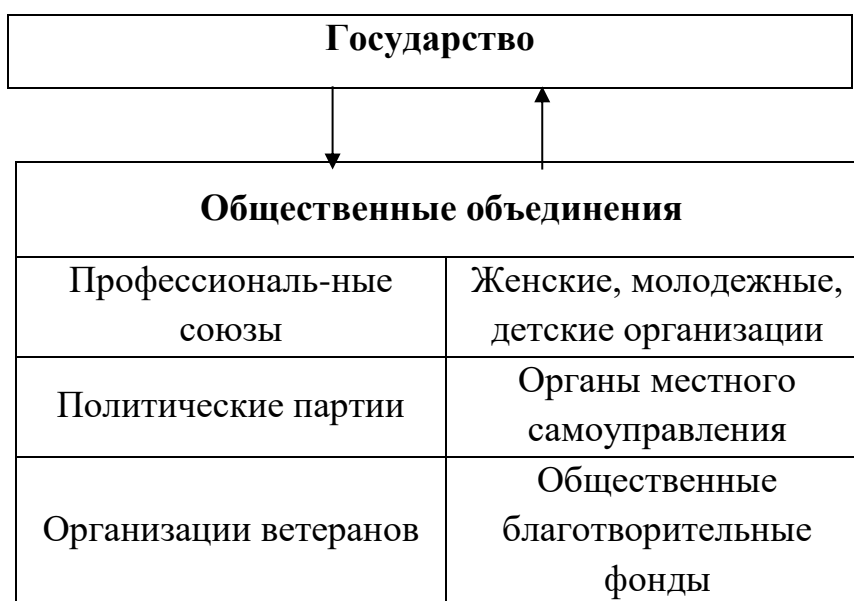 Государство
Общественные объединения
Профессиональ-ные
союзы
Женские, молодежные,
детские организации
Политические партии
Органы местного
самоуправления
Организации ветеранов
Общественные
благотворительные
фонды